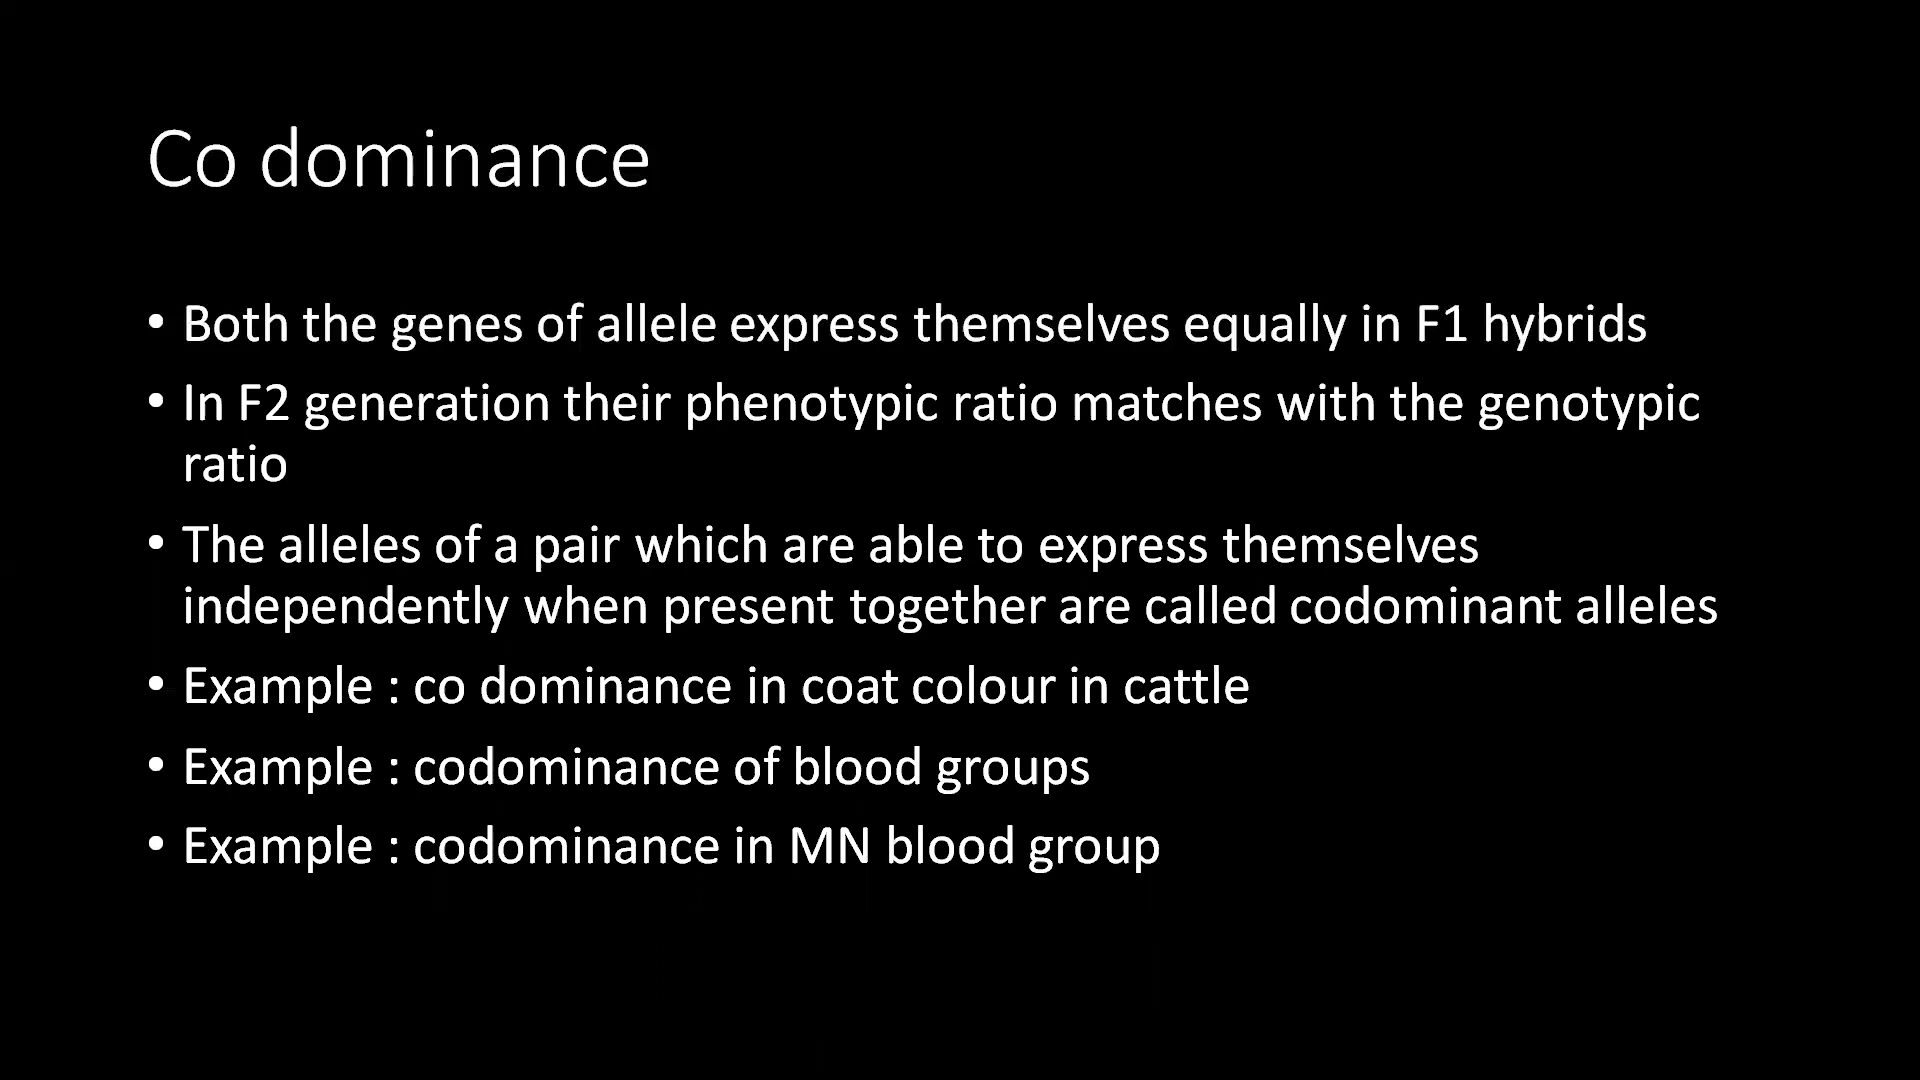 Co dominance
• Both the genes of allele express themselves equally in F1 hybrids
• In F2 generation their phenotypic ratio matches with the genotypic
ratio
• The alleles of a pair which are able to express themselves
independently when present together are called codominant alleles
• Example : co dominance in coat colour in cattle
• Example : codominance of blood groups
• Example : codominance in MN blood group